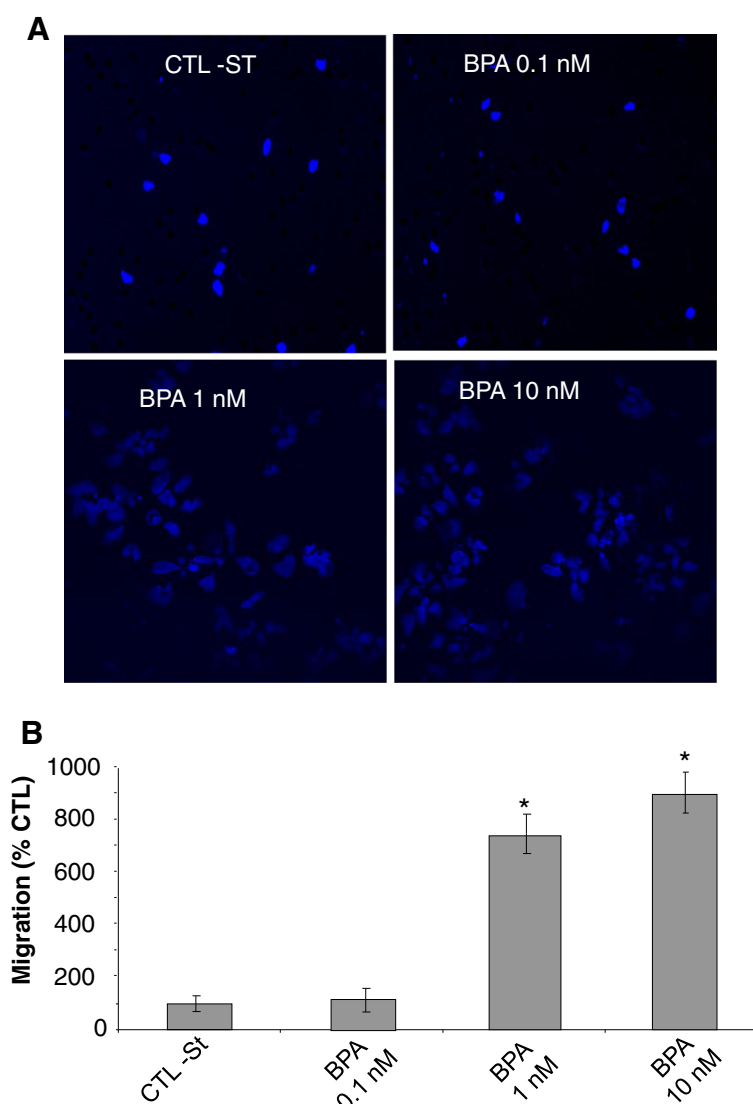 A
CTL -ST
BPA 0.1 nM
BPA 1 nM
BPA 10 nM
B
Migration (% CTL)
1000
800
600
400
200
0
CTL -St
BPA
0.1 nM
BPA
1 nM
BPA
10 nM
*
*